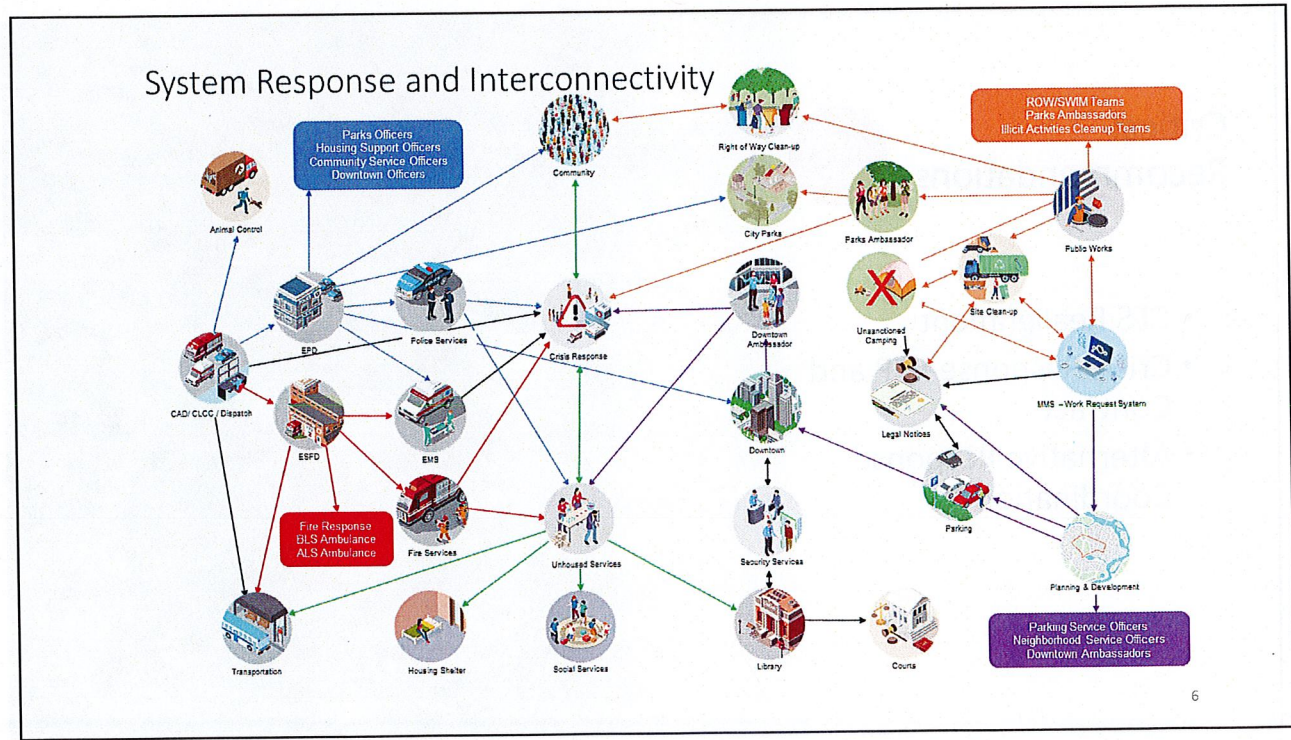 System Response and Interconnectivity
Parks Officers
Housing Support Officers
Community Service Officers
Downtown Officers
ROW/SWIM Teams
Parks Ambassadors
Illicit Activities Cleanup Teams
Animal Control
Community
Right of Way Clean-up
City Parks
Parks Ambassador
Public Works
EPD
Police Services
Crisis Response
Downtown
Ambassador
Unsanctioned
Camping
Site Clean-up
CAD/ CLCC / Dispatch
ESFD
EMS
Downtown
Legal Notices
MMS –Work Request System
Fire Response
BLS Ambulance
ALS Ambulance
Fire Services
Unhoused Services
Security Services
Parking
Planning & Development
Transportation
Housing Shelter
Social Services
Library
Courts
Parking Service Officers
Neighborhood Service Officers
Downtown Ambassadors
6